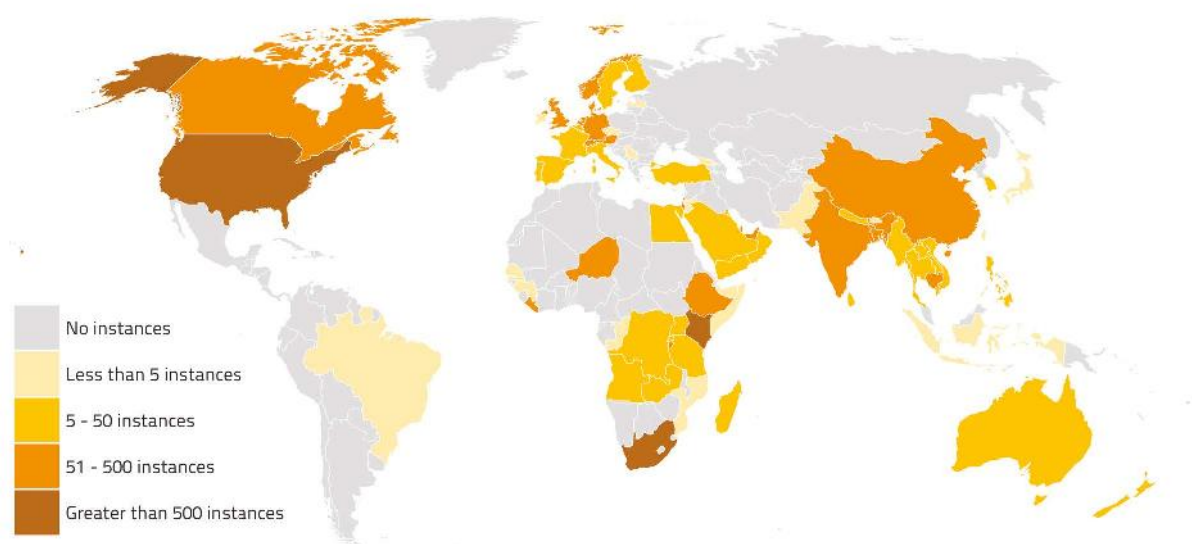 No instances
Less than 5 instances
5 - 50 instances
51 - 500 instances
Greater than 500 instances